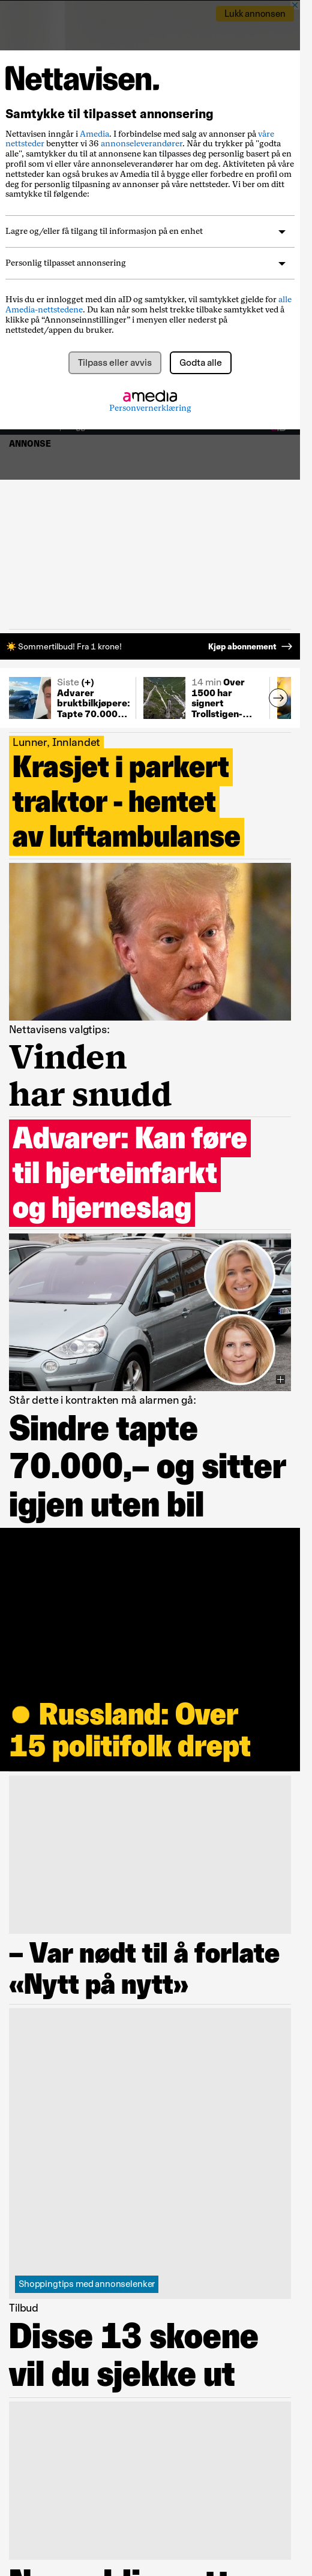 Lukk annonsen
Nettavisen.
Samtykke til tilpasset annonsering
Nettavisen inngår i Amedia. I forbindelse med salg av annonser på våre
nettsteder benytter vi 36 annonseleverandører. Når du trykker på "godta
alle", samtykker du til at annonsene kan tilpasses deg personlig basert på en
profil som vi eller våre annonseleverandører har om deg. Aktiviteten på våre
nettsteder kan også brukes av Amedia til å bygge eller forbedre en profil om
deg for personlig tilpasning av annonser på våre nettsteder. Vi ber om ditt
samtykke til følgende:
Lagre og/eller få tilgang til informasjon på en enhet
Personlig tilpasset annonsering
Hvis du er innlogget med din aID og samtykker, vil samtykket gjelde for alle
Amedia-nettstedene. Du kan når som helst trekke tilbake samtykket ved å
klikke på “Annonseinnstillinger” i menyen eller nederst på
nettstedet/appen du bruker.
Tilpass eller avvis
Godta alle
amedia
Personvernerklæring
ANNONSE
Sommertilbud! Fra 1 krone!
Kjøp abonnement
Siste (+)
Advarer
bruktbilkjøpere:
Tapte 70.000...
14 min Over
1500 har
signert
Trollstigen-...
Lunner, Innlandet
Krasjet i parkert
traktor - hentet
av luftambulanse
Nettavisens valgtips:
Vinden
har snudd
Advarer: Kan føre
til hjerteinfarkt
og hjerneslag
Står dette i kontrakten må alarmen gå:
Sindre tapte
70.000,– og sitter
igjen uten bil
Russland: Over
15 politifolk drept
– Var nødt til å forlate
«Nytt på nytt»
Shoppingtips med annonselenker
Tilbud
Disse 13 skoene
vil du sjekke ut